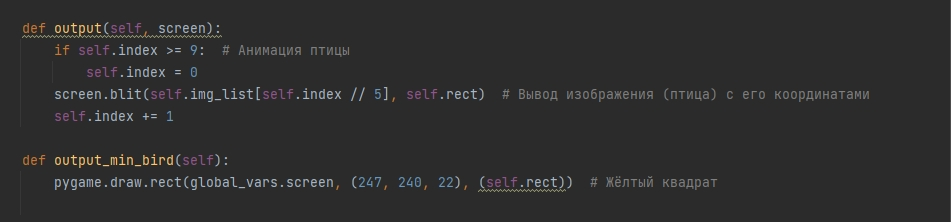 def output(self, screen):
    if self.index >= 9:  # Анимация птицы
        self.index = 0
    screen.blit(self.img_list[self.index // 5], self.rect)  # Вывод изображения (птица) с его координатами
    self.index += 1

def output_min_bird(self):
    pygame.draw.rect(global_vars.screen, (247, 240, 22), (self.rect))  # Жёлтый квадрат